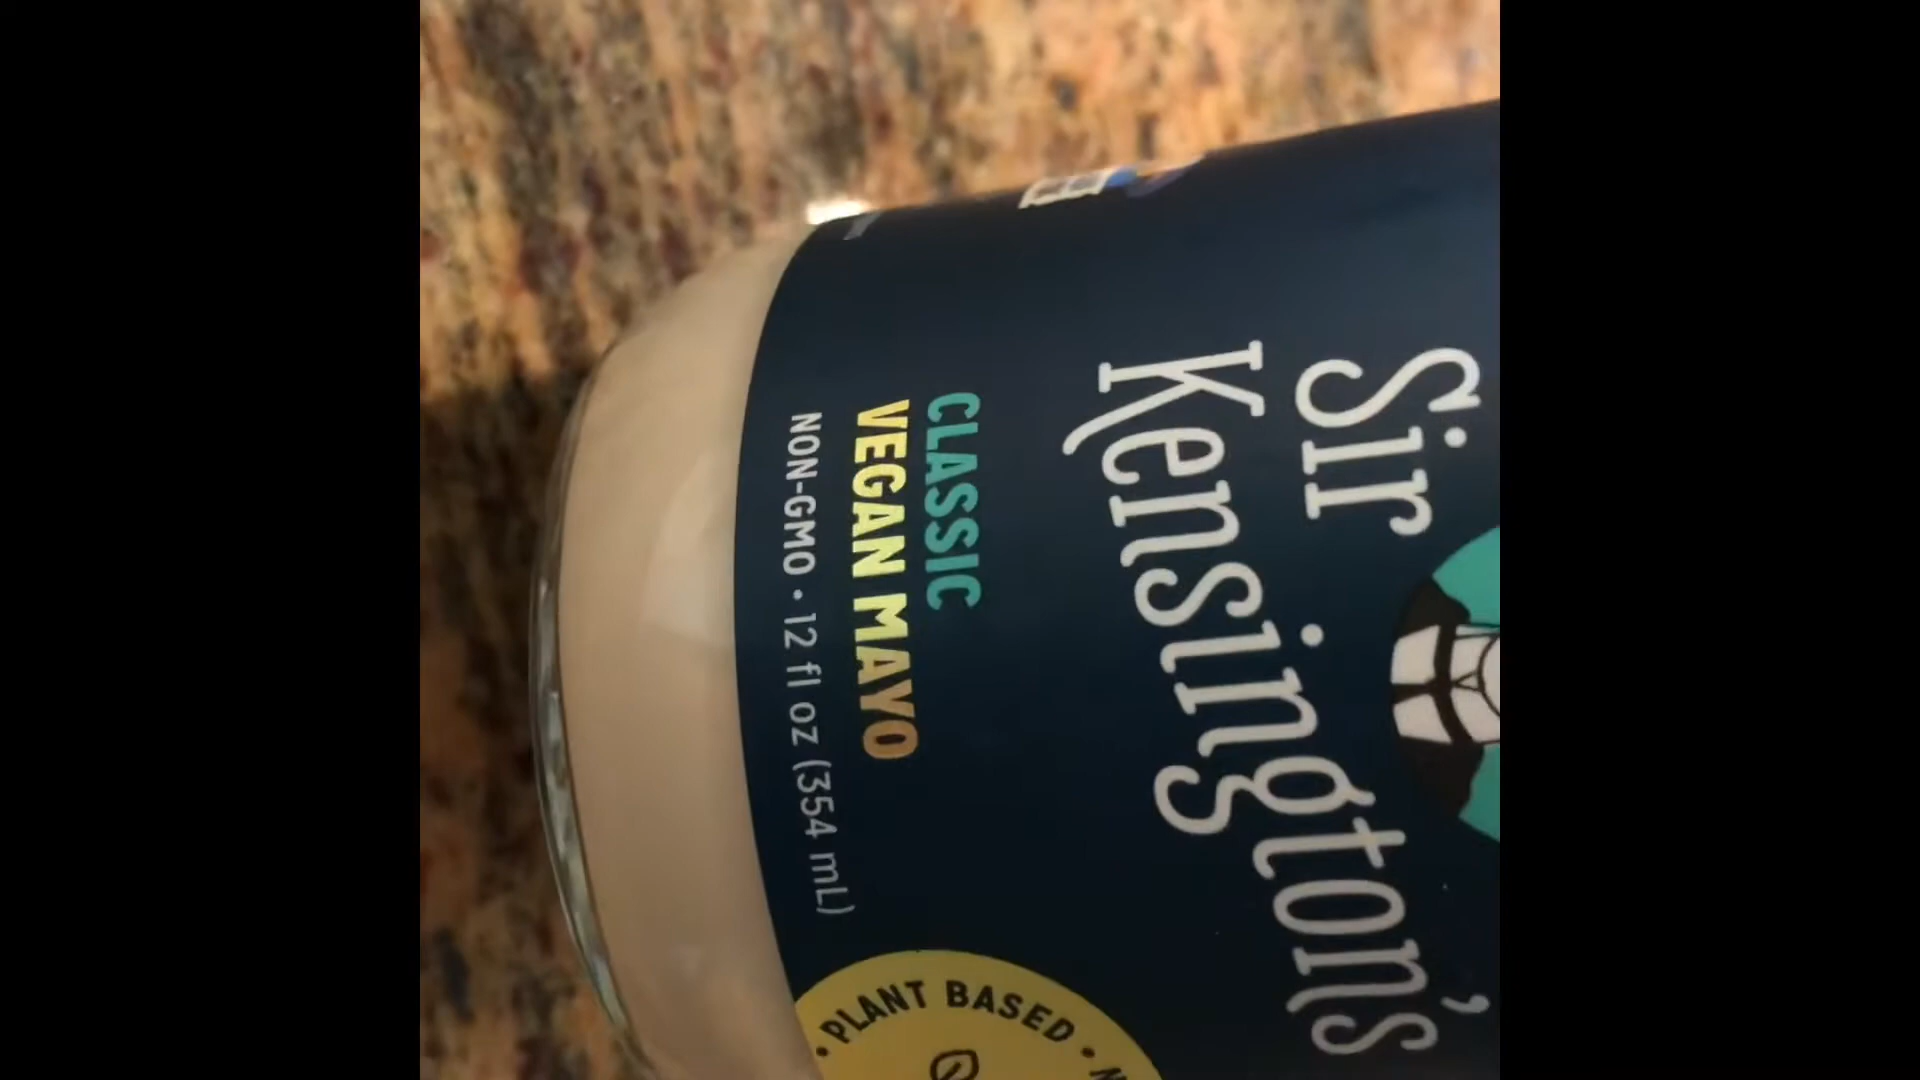 Sir
Kensington's
CLASSIC
VEGAN MAYO
NON-GMO • 12 fl oz (354 mL)
• PLANT BASED •